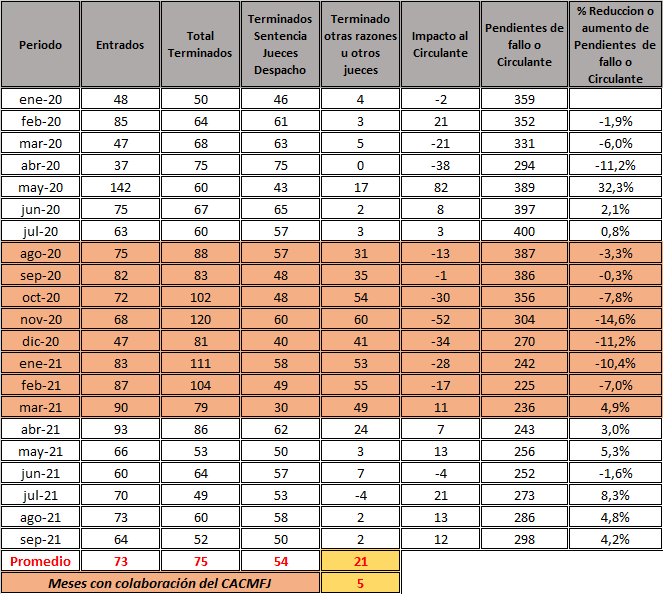 Periodo Entrados Total Terminados Terminados Sentencia Jueces Despacho Terminado otras razones u otros jueces Impacto al Circulante Pendientes de fallo o Circulante % Reduccion o aumento de Pendientes de fallo o Circulante
ene-20 48 50 46 4 -2 359
feb-20 85 64 61 3 21 352 -1,9%
mar-20 47 68 63 5 -21 331 -6,0%
abr-20 37 75 75 0 -38 294 -11,2%
may-20 142 60 43 17 82 389 32,3%
jun-20 75 67 65 2 8 397 2,1%
jul-20 63 60 57 3 3 400 0,8%
ago-20 75 88 57 31 -13 387 -3,3%
sep-20 82 83 48 35 -1 386 -0,3%
oct-20 72 102 48 54 -30 356 -7,8%
nov-20 68 120 60 60 -52 304 -14,6%
dic-20 47 81 40 41 -34 270 -11,2%
ene-21 83 111 58 53 -28 242 -10,4%
feb-21 87 104 49 55 -17 225 -7,0%
mar-21 90 79 30 49 11 236 4,9%
abr-21 93 86 62 24 7 243 3,0%
may-21 66 53 50 3 13 256 5,3%
jun-21 60 64 57 7 -4 252 -1,6%
jul-21 70 49 53 -4 21 273 8,3%
ago-21 73 60 58 2 13 286 4,8%
sep-21 64 52 50 2 12 298 4,2%
Promedio 73 75 54 21
Meses con colaboración del CACMFJ 5